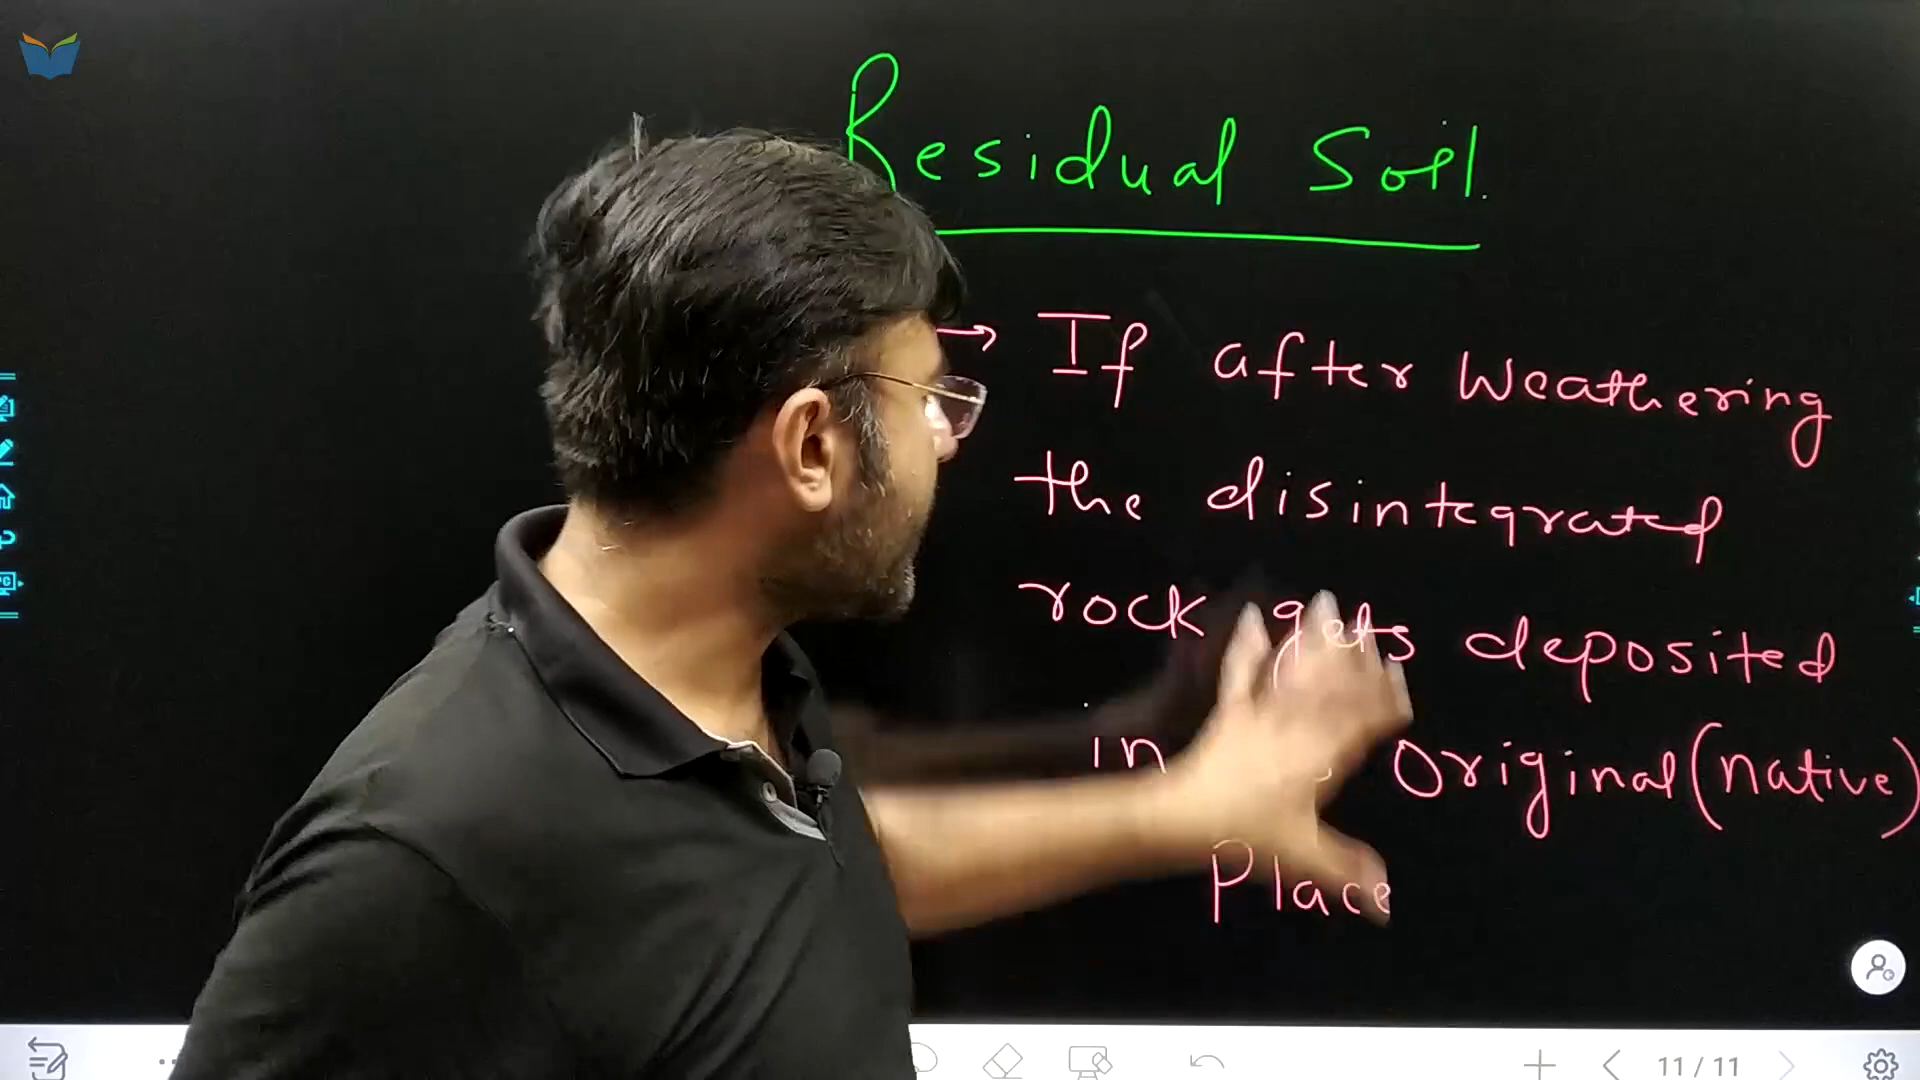 Residual Soil.
→ If after Weathering
the disintegrated
rock gets deposited
in Original (native)
Place
11 / 11